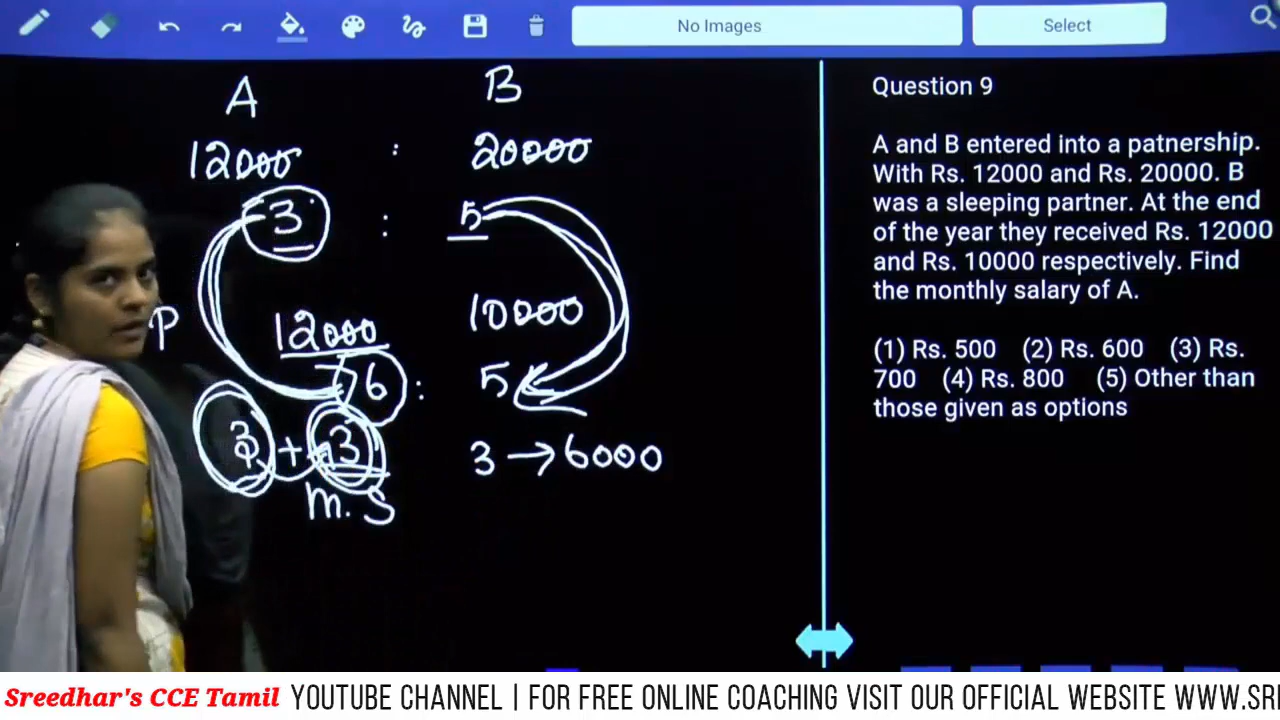 No Images
Select
A B
12000 : 20000
3 : 5
P 12000 10000
6 : 5
3 + 3 3 → 6000
m.S
Question 9
A and B entered into a patnership.
With Rs. 12000 and Rs. 20000. B
was a sleeping partner. At the end
of the year they received Rs. 12000
and Rs. 10000 respectively. Find
the monthly salary of A.
(1) Rs. 500 (2) Rs. 600 (3) Rs.
700 (4) Rs. 800 (5) Other than
those given as options
Sreedhar's CCE Tamil YOUTUBE CHANNEL | FOR FREE ONLINE COACHING VISIT OUR OFFICIAL WEBSITE WWW.SRE